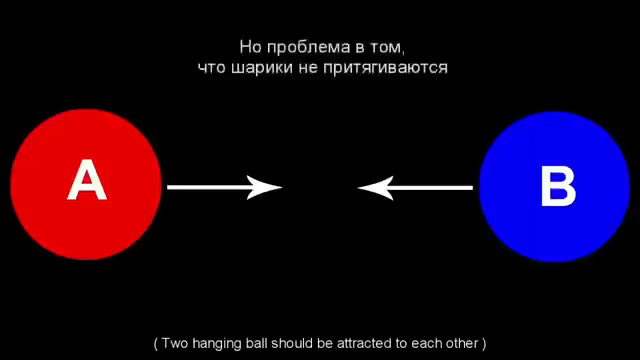 Но проблема в том,
что шарики не притягиваются
A
B
( Two hanging ball should be attracted to each other )